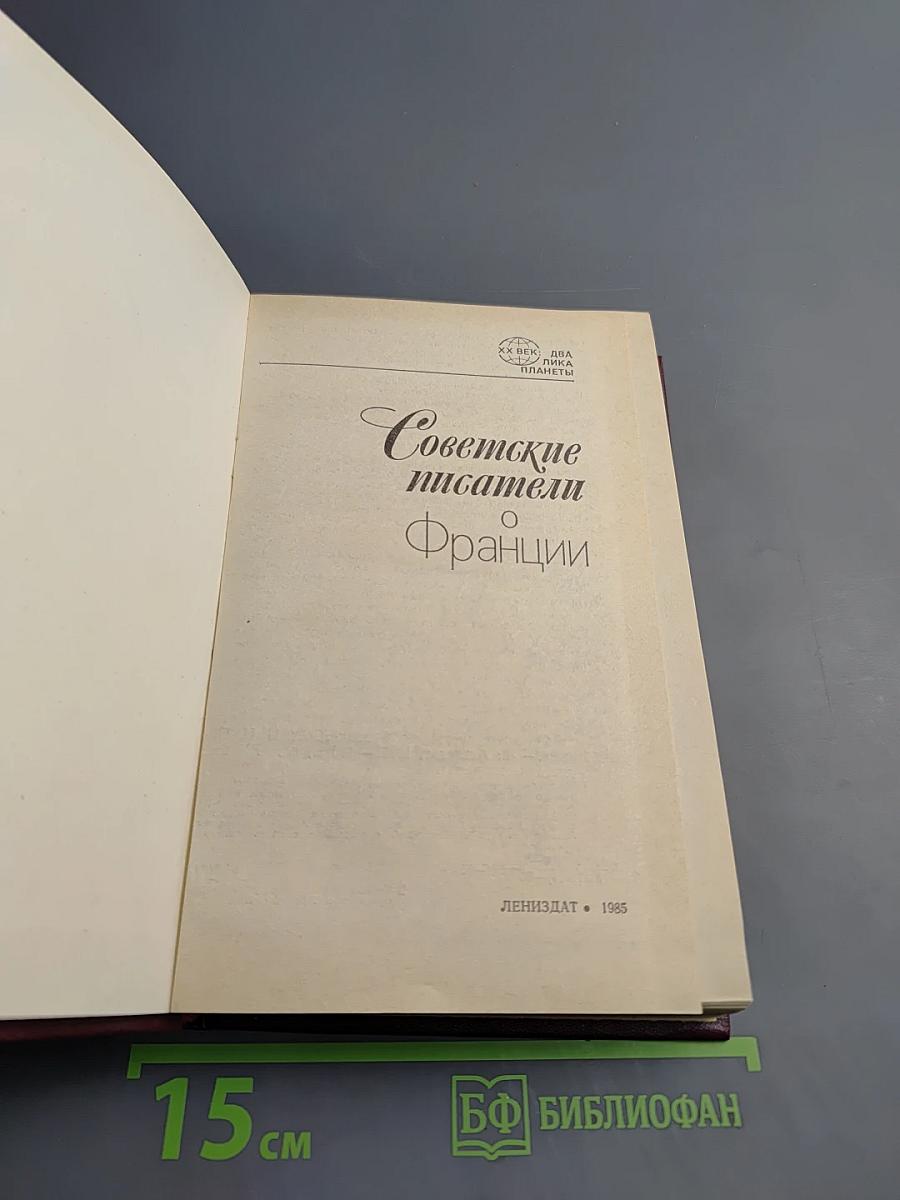 XX ВЕК: ДВА
ЛИКА
ПЛАНЕТЫ
Советские
писатели
о
Франции
ЛЕНИЗДАТ • 1985
15 см
БФ БИБЛИОФАН